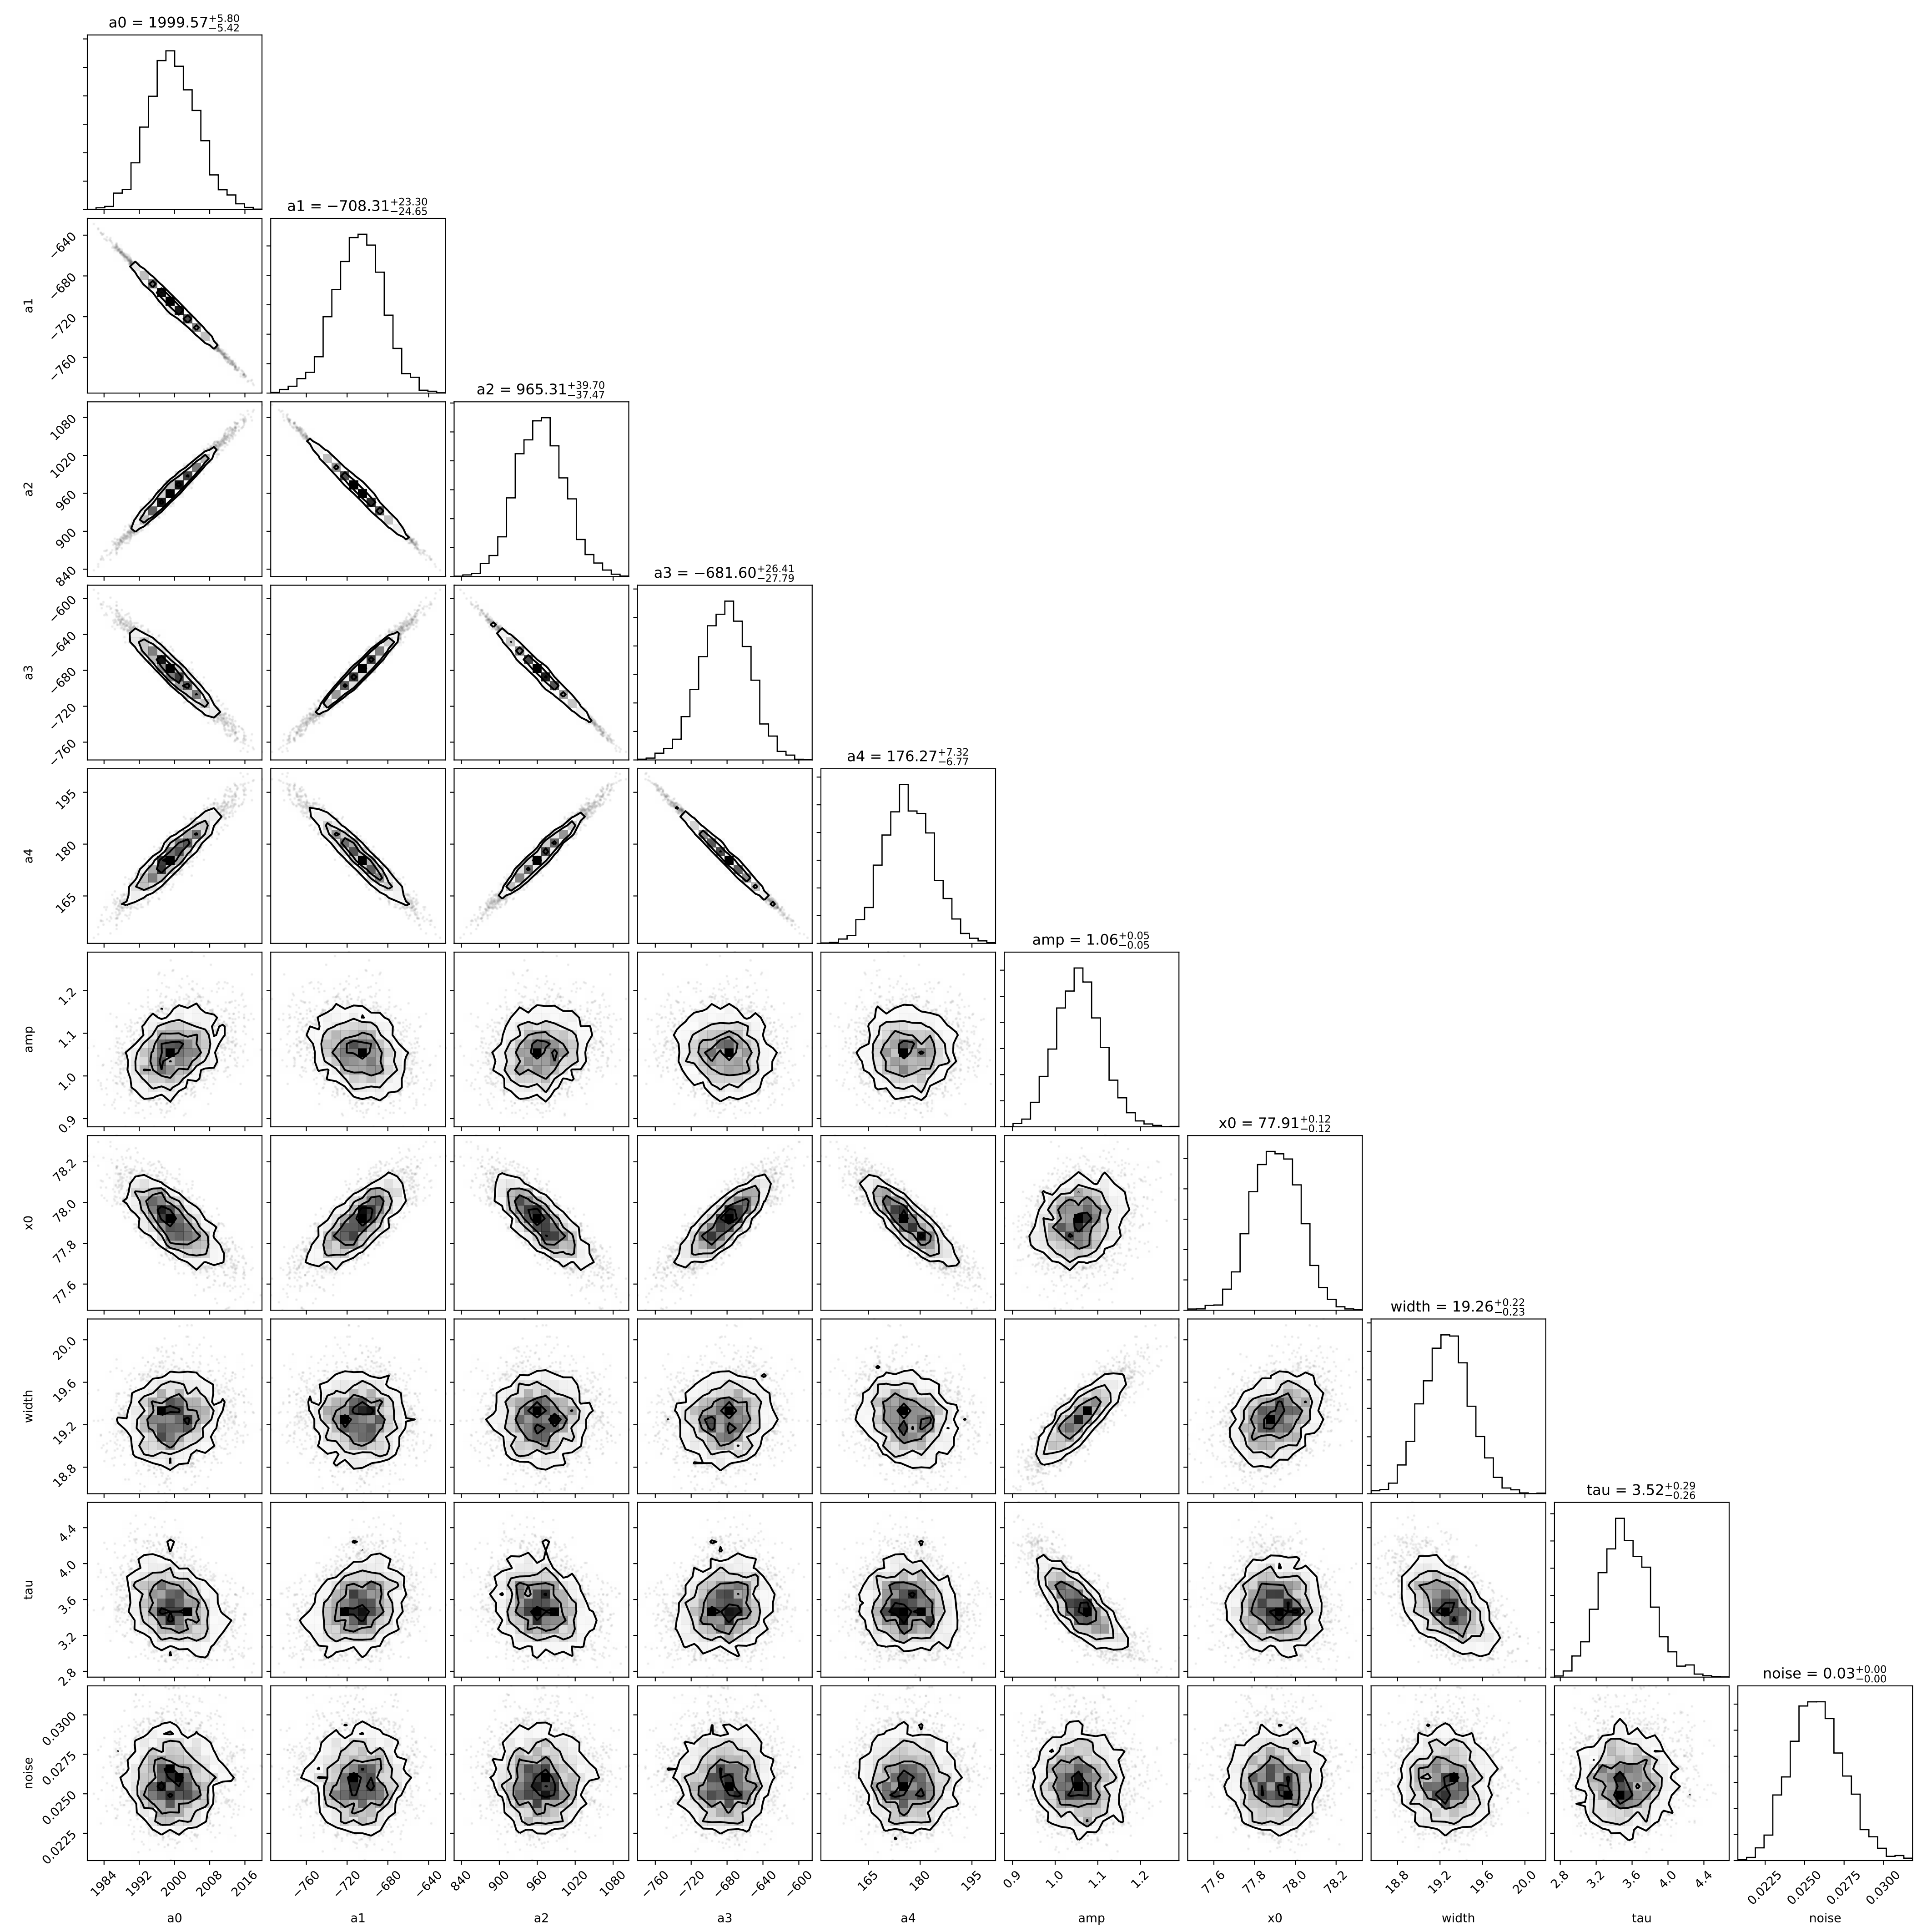 a0 = 1999.57+5.80−5.42
a1 = −708.31+23.30−24.65
−640
−680
−720
−760
a1
a2 = 965.31+39.70−37.47
1080
1020
960
900
840
a2
a3 = −681.60+26.41−27.79
−600
−640
−680
−720
−760
a3
a4 = 176.27+7.32−6.77
195
180
165
a4
amp = 1.06+0.05−0.05
1.2
1.1
1.0
0.9
amp
x0 = 77.91+0.12−0.12
78.2
78.0
77.8
77.6
x0
width = 19.26+0.22−0.23
20.0
19.6
19.2
18.8
width
tau = 3.52+0.29−0.26
4.4
4.0
3.6
3.2
2.8
tau
noise = 0.03+0.00−0.00
0.0300
0.0275
0.0250
0.0225
noise
1984 1992 2000 2008 2016 −760 −720 −680 −640 840 900 960 1020 1080 −760 −720 −680 −640 −600 165 180 195 0.9 1.0 1.1 1.2 77.6 77.8 78.0 78.2 18.8 19.2 19.6 20.0 2.8 3.2 3.6 4.0 4.4 0.0225 0.0250 0.0275 0.0300
a0 a1 a2 a3 a4 amp x0 width tau noise